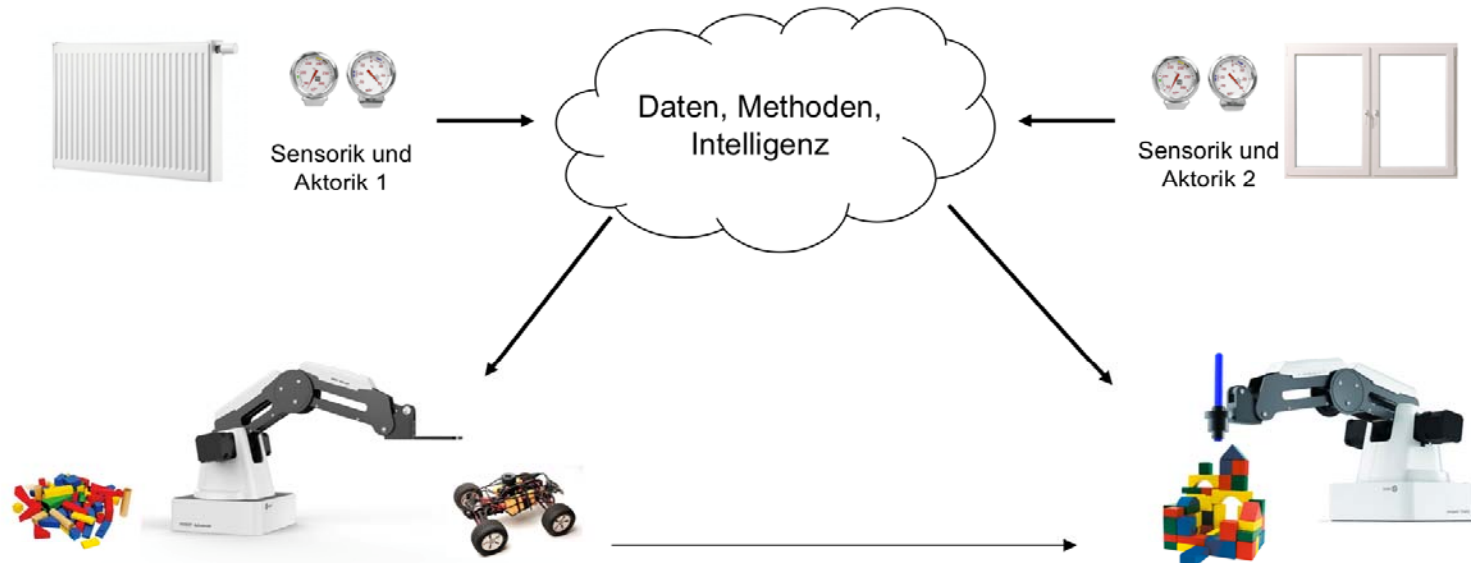 Daten, Methoden,
Intelligenz
Sensorik und
Aktorik 1
Sensorik und
Aktorik 2